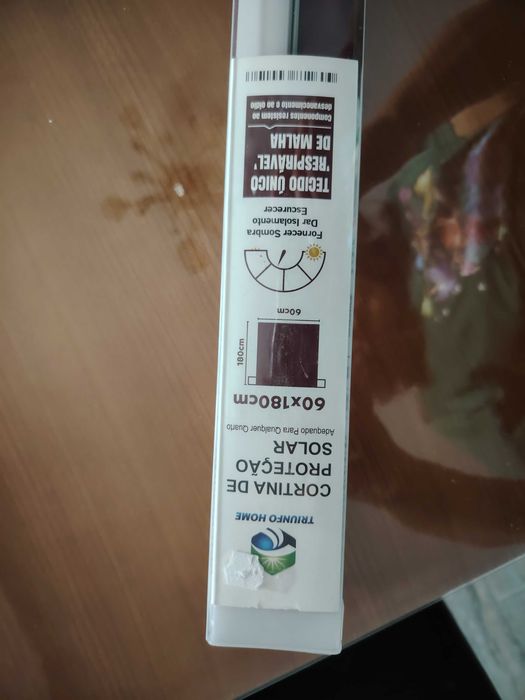 TRIUNFO HOME
CORTINA DE
PROTEÇÃO
SOLAR
Adequado Para Qualquer Quarto
60x180cm
180cm
60cm
Fornecer Sombra
Dar Isolamento
Escurecer
TECIDO ÚNICO
'RESPIRÁVEL'
DE MALHA
Componentes resistem ao
desvanecimento e ao oídio